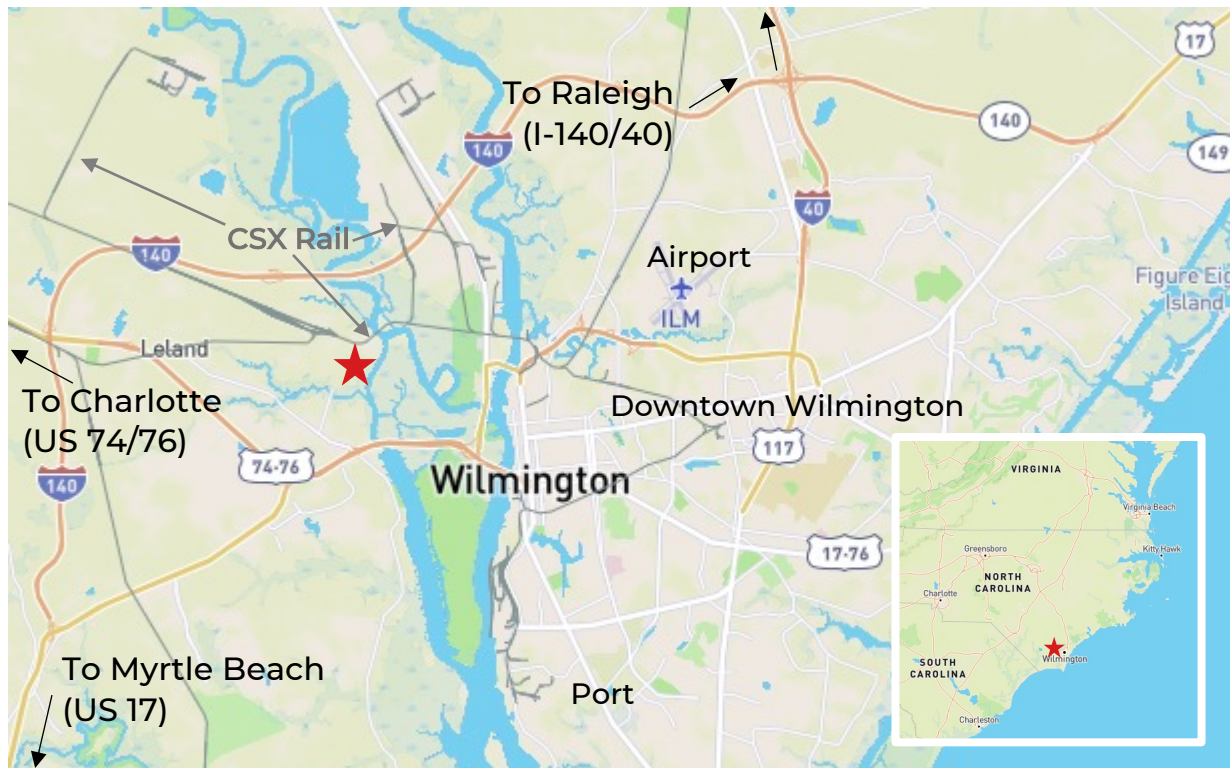 17
To Raleigh
(I-140/40)
140
140
149
40
CSX Rail
140
Airport
ILM
Figure Eig
Island
Leland
To Charlotte
(US 74/76)
Downtown Wilmington
117
74-76
140
Wilmington
17-76
To Myrtle Beach
(US 17)
Port
VIRGINIA
Virginia Beach
Greensboro
Kitty Hawk
NORTH
CAROLINA
Charlotte
Wilmington
SOUTH
CAROLINA
Charleston